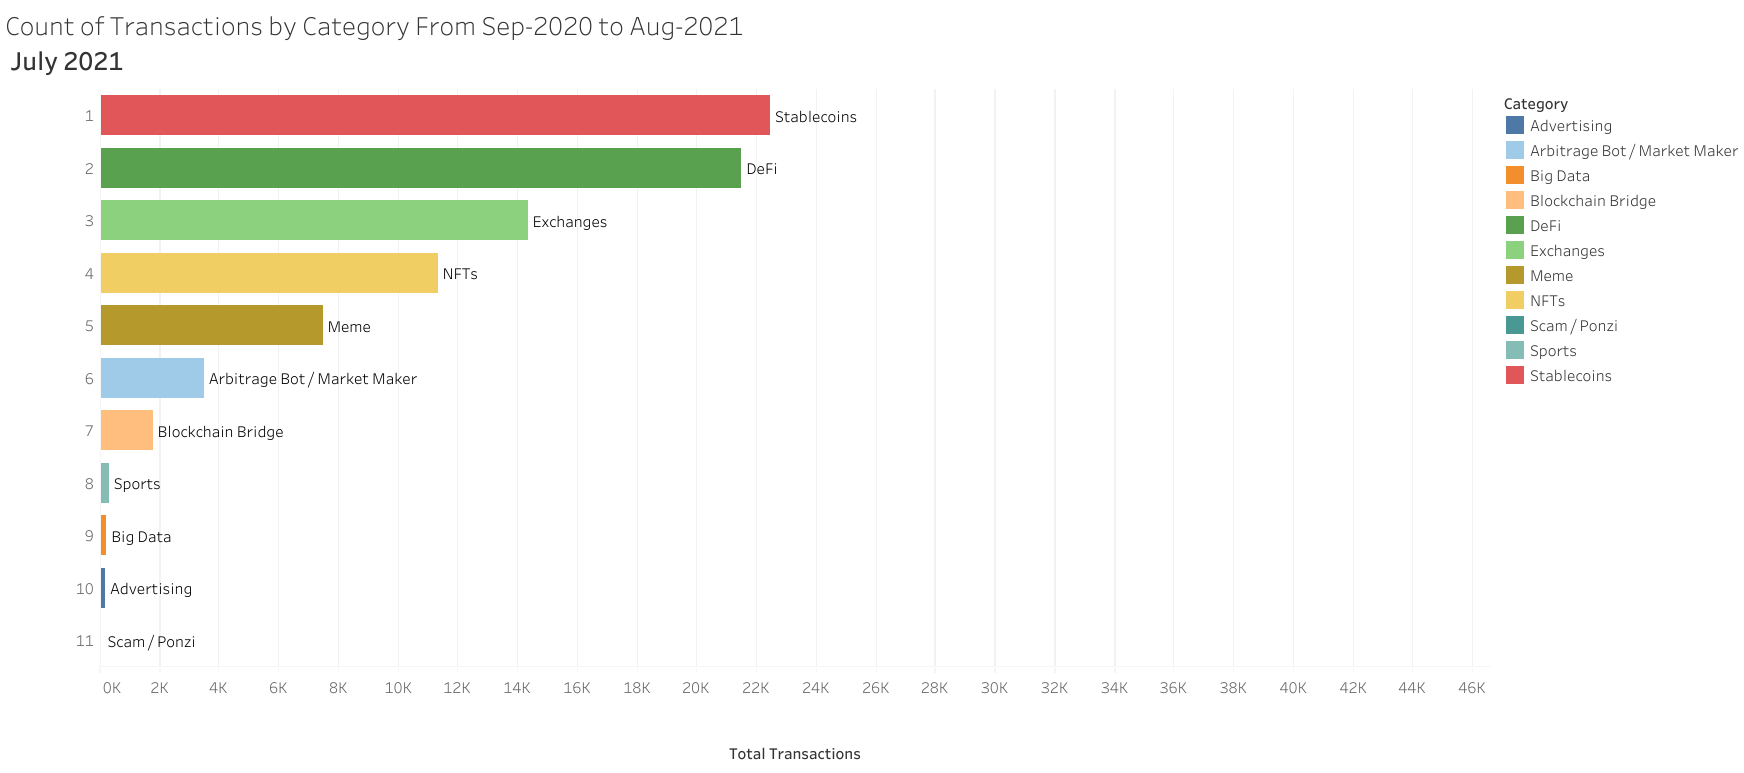 Count of Transactions by Category From Sep-2020 to Aug-2021
July 2021
1 Stablecoins
2 DeFi
3 Exchanges
4 NFTs
5 Meme
6 Arbitrage Bot / Market Maker
7 Blockchain Bridge
8 Sports
9 Big Data
10 Advertising
11 Scam / Ponzi
0K 2K 4K 6K 8K 10K 12K 14K 16K 18K 20K 22K 24K 26K 28K 30K 32K 34K 36K 38K 40K 42K 44K 46K
Total Transactions
Category
Advertising
Arbitrage Bot / Market Maker
Big Data
Blockchain Bridge
DeFi
Exchanges
Meme
NFTs
Scam / Ponzi
Sports
Stablecoins